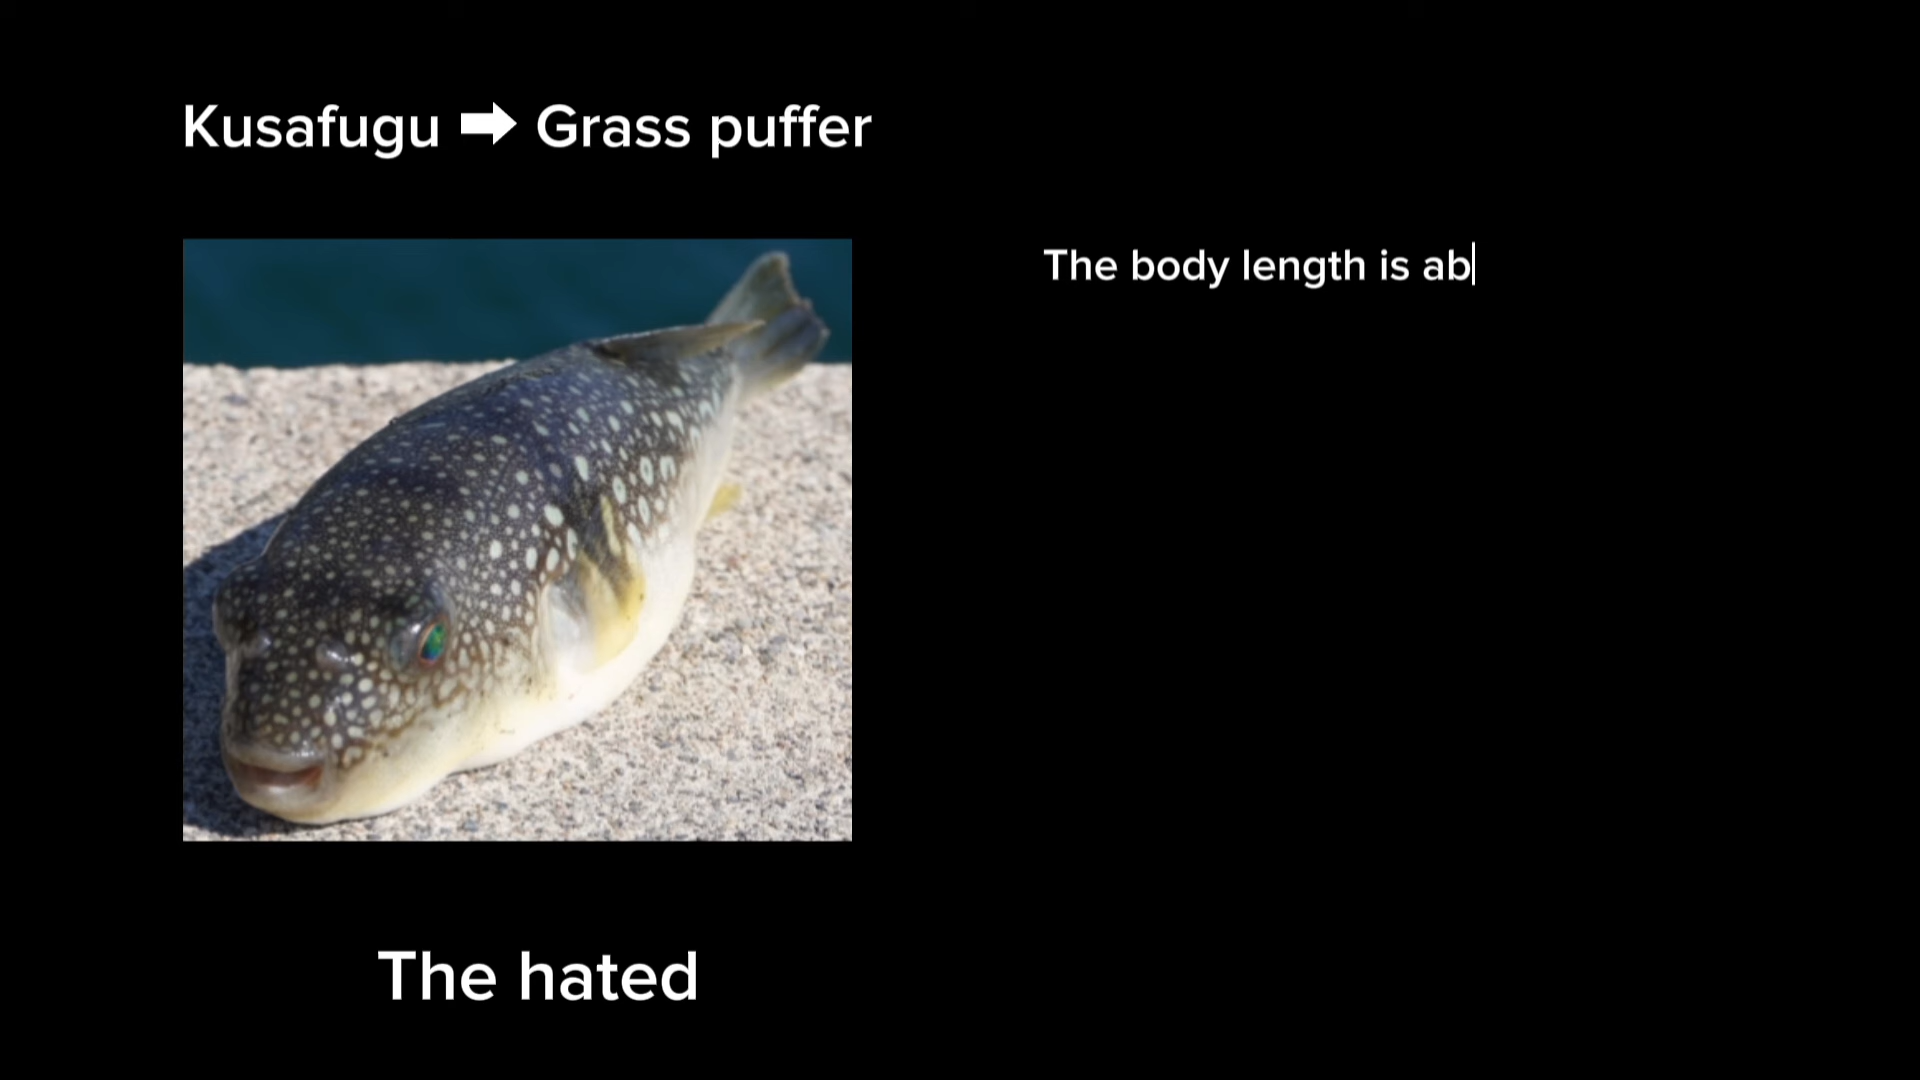 Kusafugu ➡ Grass puffer
The body length is ab
The hated